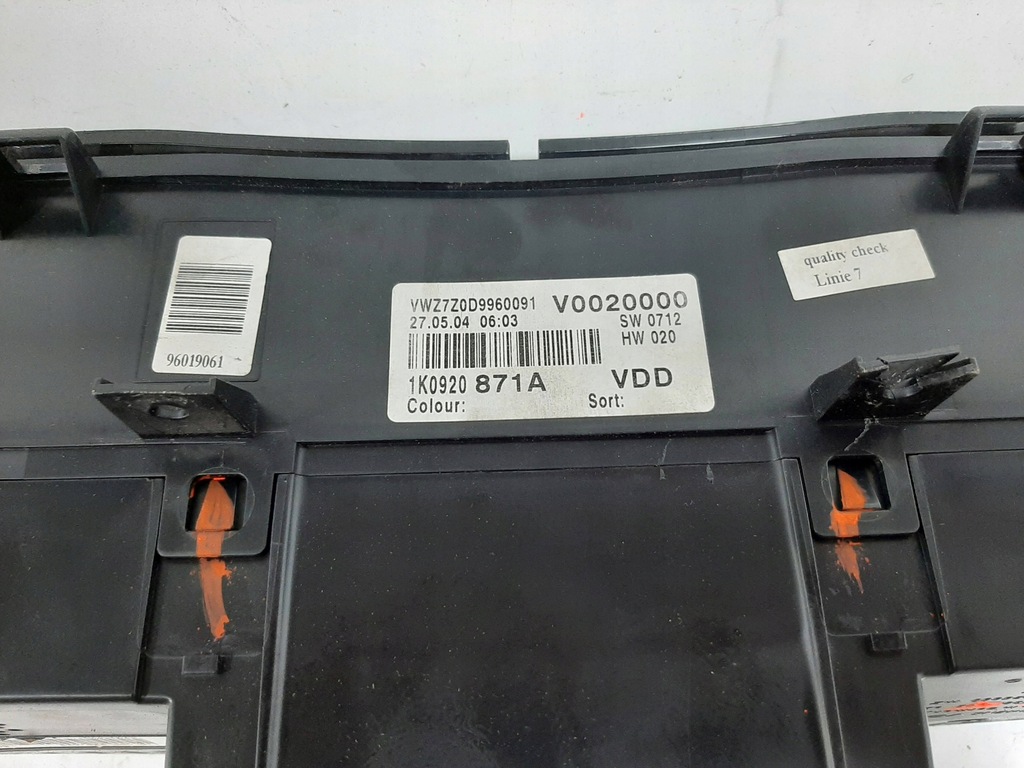 96019061
VWZ7Z0D9960091 V0020000
27.05.04 06:03 SW 0712
HW 020
1K0920 871A VDD
Colour: Sort:
quality check
Linie 7